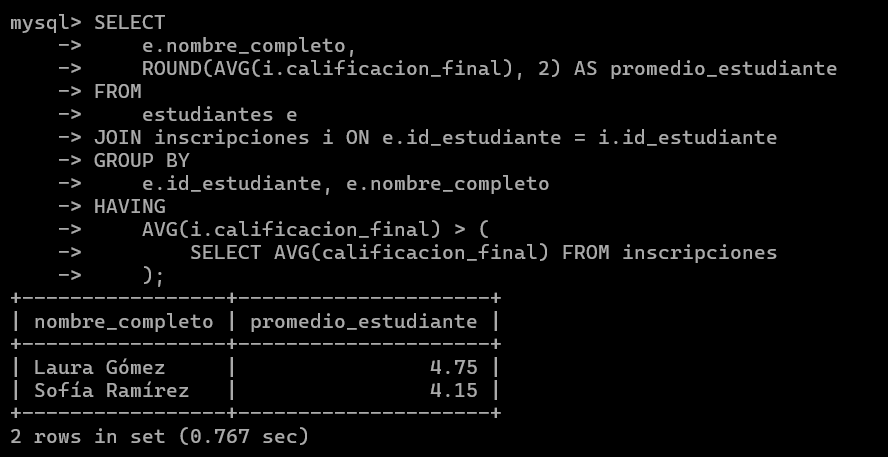 mysql> SELECT
    ->     e.nombre_completo,
    ->     ROUND(AVG(i.calificacion_final), 2) AS promedio_estudiante
    -> FROM
    ->     estudiantes e
    -> JOIN inscripciones i ON e.id_estudiante = i.id_estudiante
    -> GROUP BY
    ->     e.id_estudiante, e.nombre_completo
    -> HAVING
    ->     AVG(i.calificacion_final) > (
    ->         SELECT AVG(calificacion_final) FROM inscripciones
    ->     );
+-----------------+---------------------+
| nombre_completo | promedio_estudiante |
+-----------------+---------------------+
| Laura Gómez     |                4.75 |
| Sofía Ramírez   |                4.15 |
+-----------------+---------------------+
2 rows in set (0.767 sec)